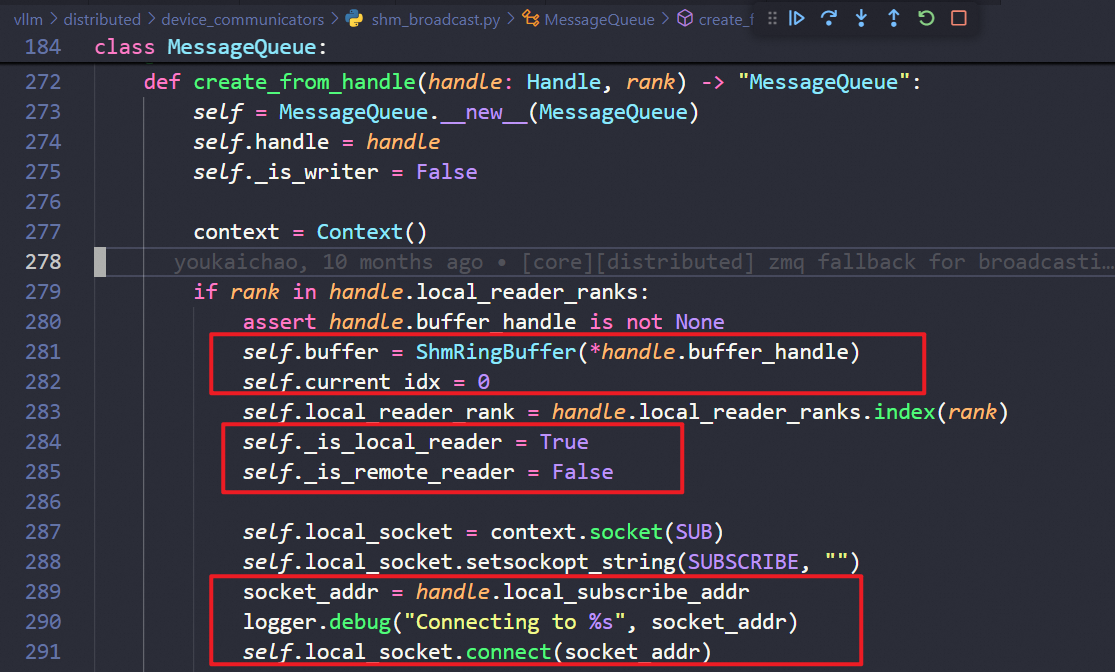 vllm > distributed > device_communicators > shm_broadcast.py > MessageQueue > create_f
184 class MessageQueue:
272     def create_from_handle(handle: Handle, rank) -> "MessageQueue":
273         self = MessageQueue.__new__(MessageQueue)
274         self.handle = handle
275         self._is_writer = False
276
277         context = Context()
278 youkaichao, 10 months ago • [core][distributed] zmq fallback for broadcasti…
279         if rank in handle.local_reader_ranks:
280             assert handle.buffer_handle is not None
281             self.buffer = ShmRingBuffer(*handle.buffer_handle)
282             self.current_idx = 0
283             self.local_reader_rank = handle.local_reader_ranks.index(rank)
284             self._is_local_reader = True
285             self._is_remote_reader = False
286
287             self.local_socket = context.socket(SUB)
288             self.local_socket.setsockopt_string(SUBSCRIBE, "")
289             socket_addr = handle.local_subscribe_addr
290             logger.debug("Connecting to %s", socket_addr)
291             self.local_socket.connect(socket_addr)